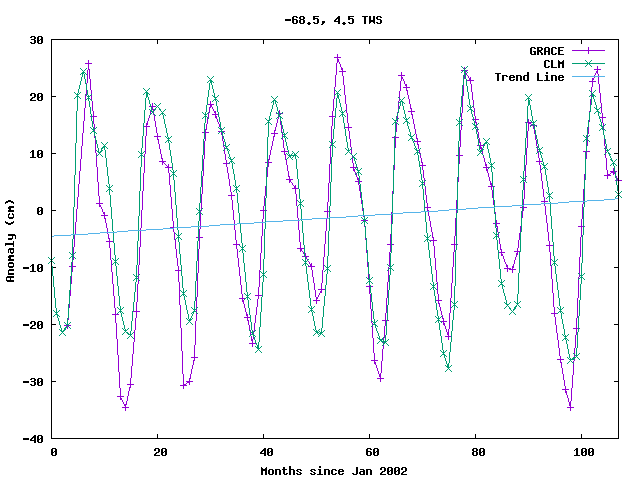 -68.5, 4.5 TWS
GRACE
CLM
Trend Line
30
20
10
0
-10
-20
-30
-40
Anomaly (cm)
0 20 40 60 80 100
Months since Jan 2002